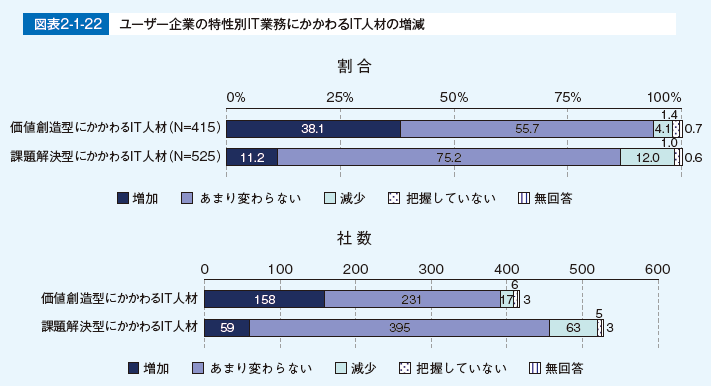 図表2-1-22 ユーザー企業の特性別IT業務にかかわるIT人材の増減
割合
0% 25% 50% 75% 100%
1.4
価値創造型にかかわるIT人材(N=415) 38.1 55.7 4.1 0.7
1.0
課題解決型にかかわるIT人材(N=525) 11.2 75.2 12.0 0.6
増加 あまり変わらない 減少 把握していない 無回答
社数
0 100 200 300 400 500 600
6
価値創造型にかかわるIT人材 158 231 17 3
5
課題解決型にかかわるIT人材 59 395 63 3
増加 あまり変わらない 減少 把握していない 無回答